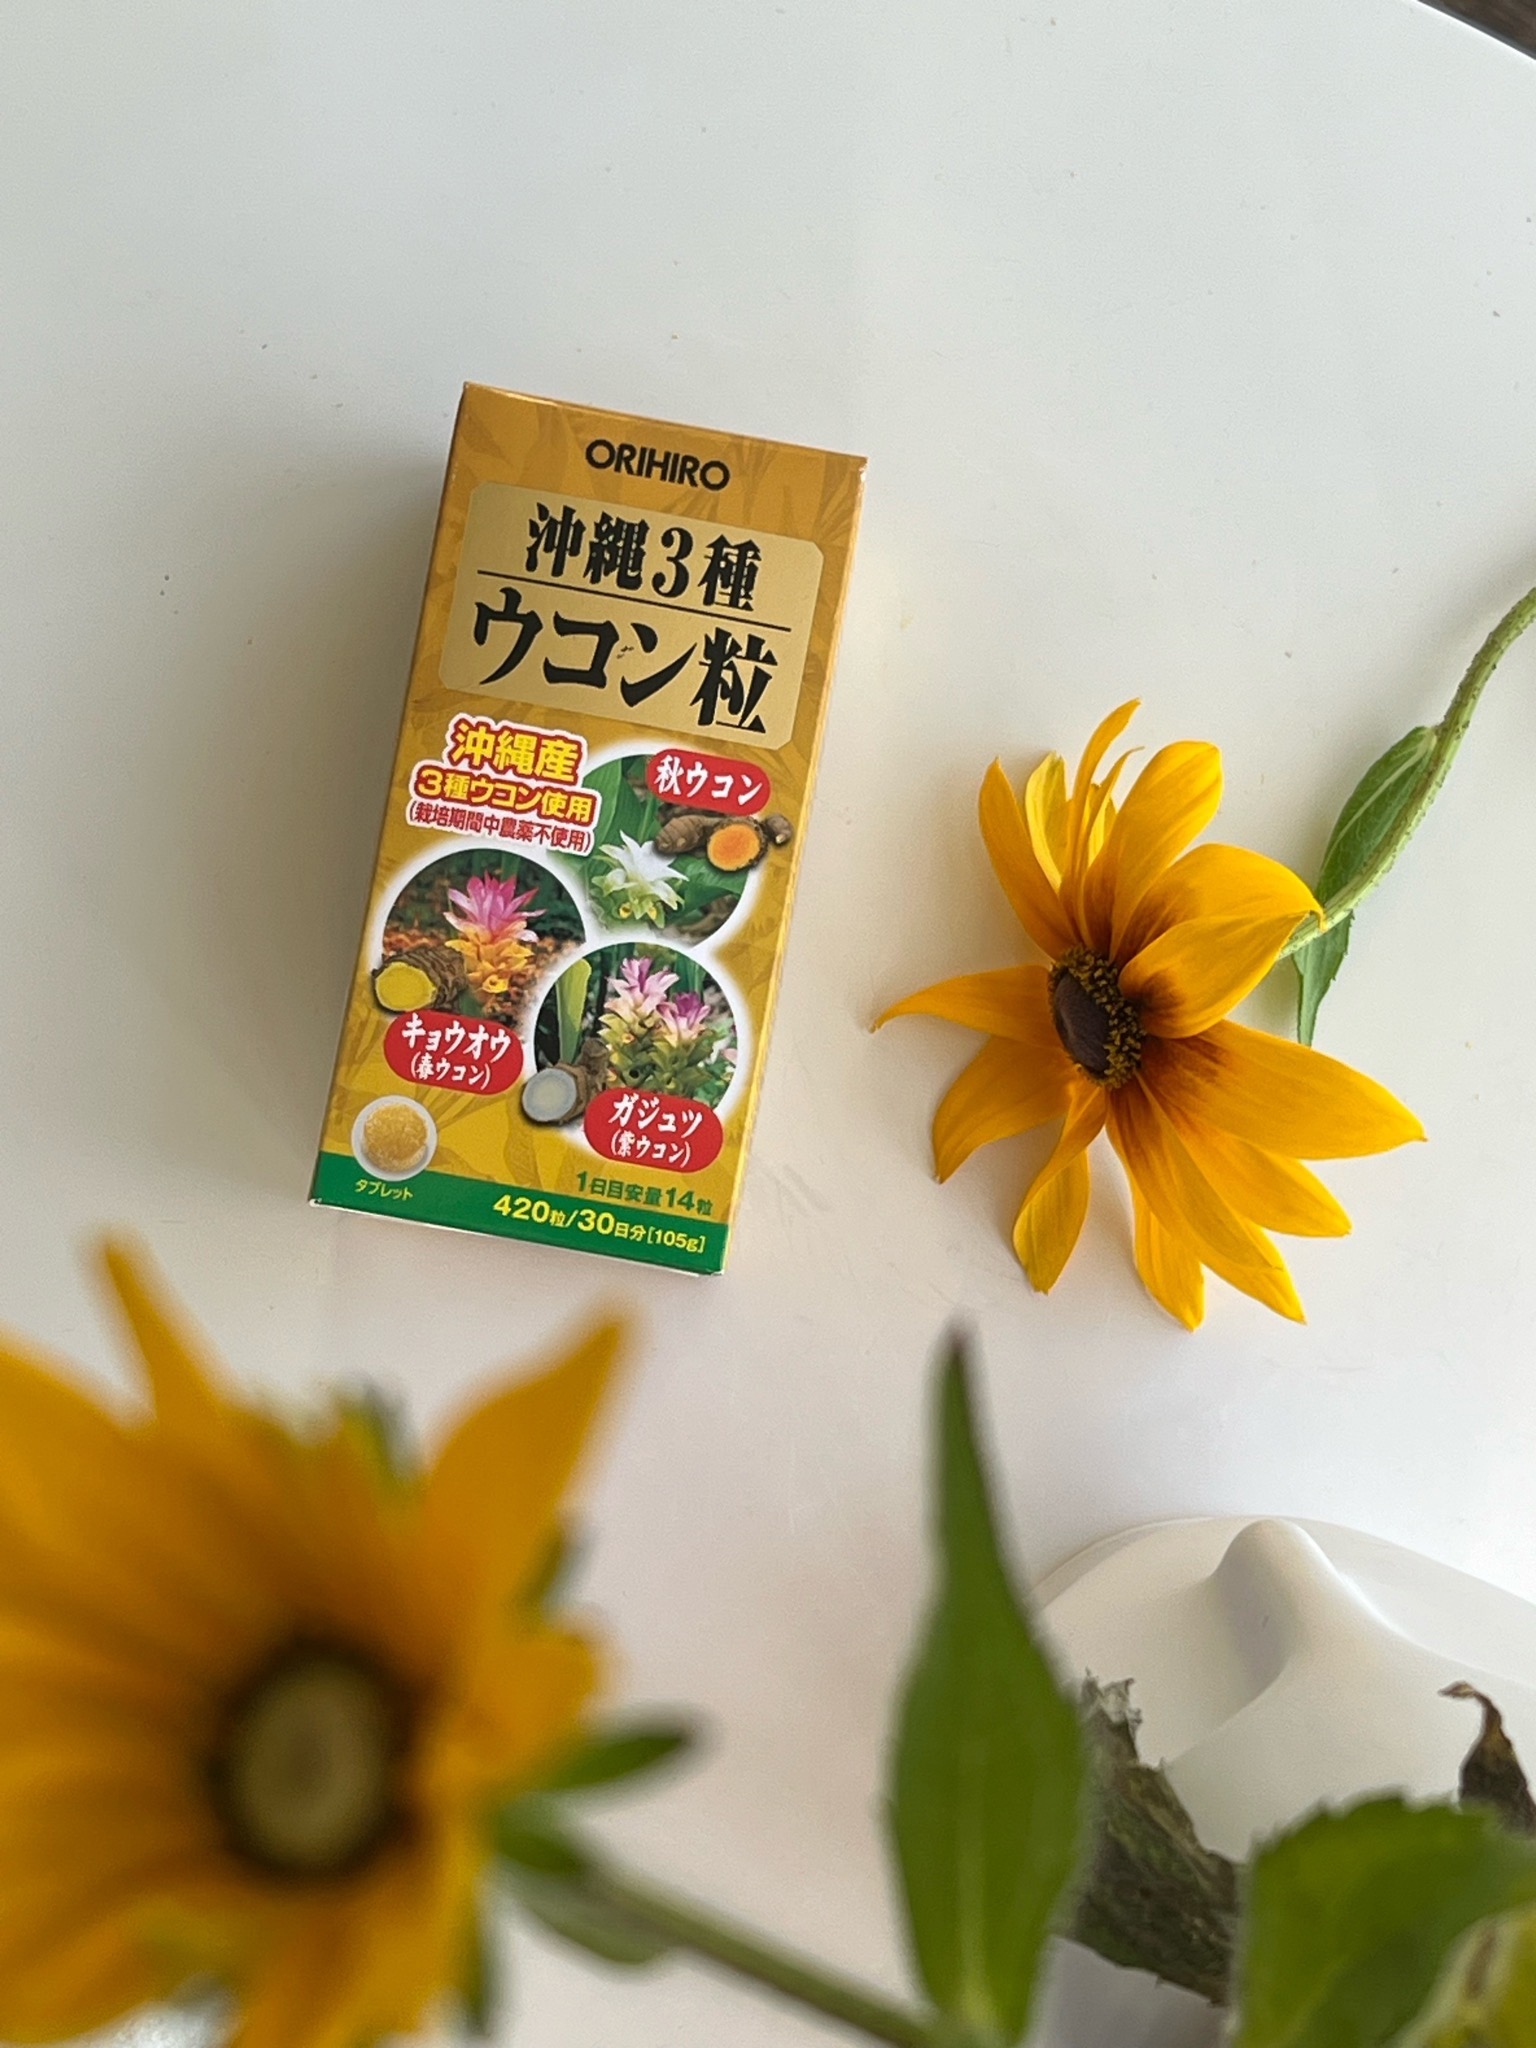 ORIHIRO
沖縄3種
ウコン粒
沖縄産
3種ウコン使用
(栽培期間中農薬不使用)
秋ウコン
キョウオウ
(春ウコン)
ガジュツ
(紫ウコン)
タブレット
1日目安量14粒
420粒/30日分[105g]